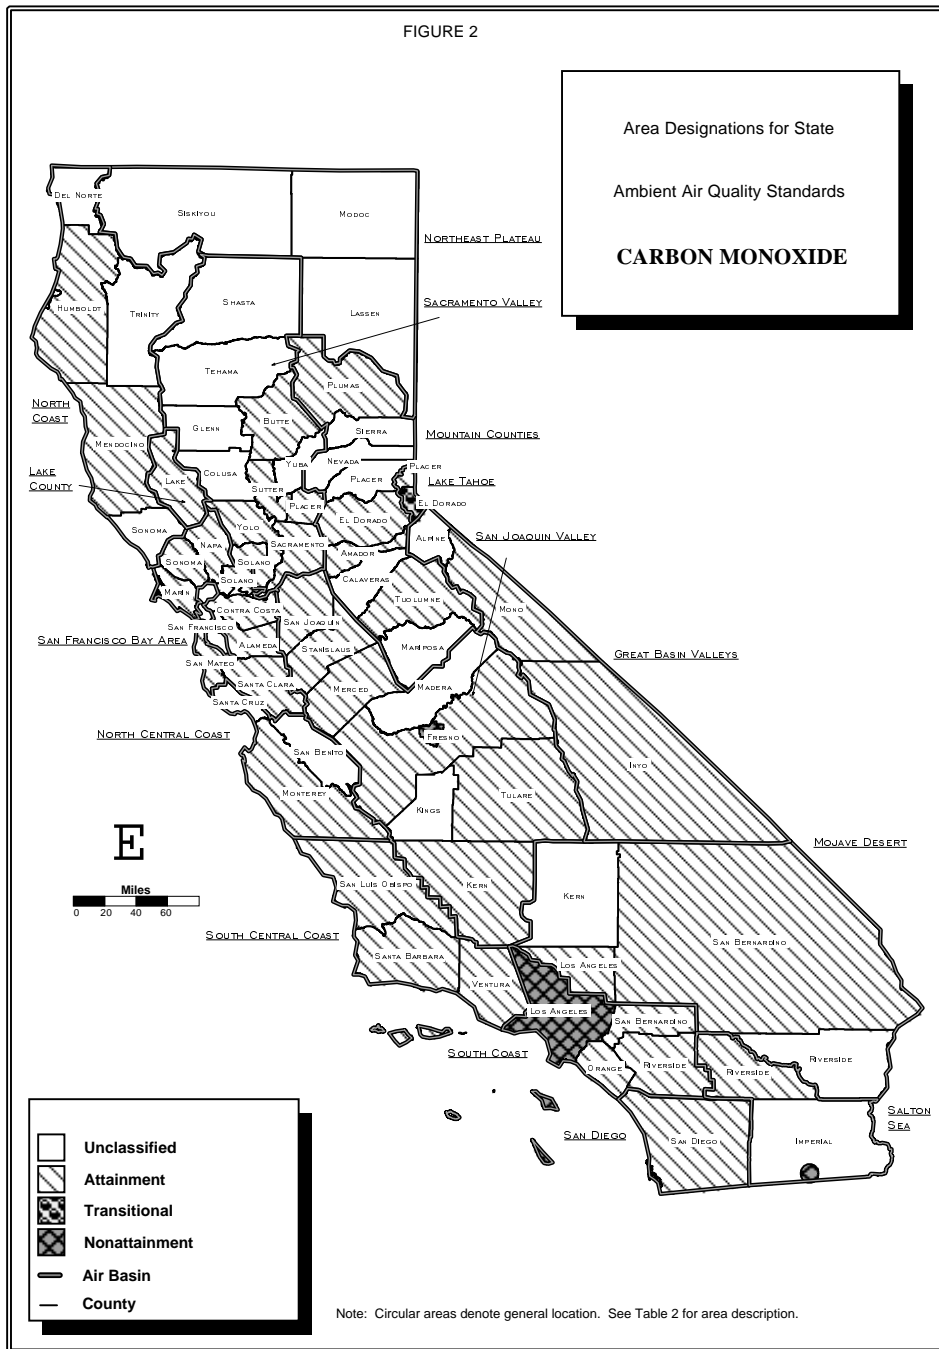 FIGURE 2
Area Designations for State
Ambient Air Quality Standards
CARBON MONOXIDE
DEL NORTE
SISKIYOU
MODOC
NORTHEAST PLATEAU
SACRAMENTO VALLEY
HUMBOLDT
TRINITY
SHASTA
LASSEN
TEHAMA
PLUMAS
NORTH
COAST
GLENN
BUTTE
SIERRA
MOUNTAIN COUNTIES
MENDOCINO
YUBA
NEVADA
PLACER
LAKE TAHOE
LAKE
COUNTY
LAKE
COLUSA
SUTTER
PLACER
PLACER
EL DORADO
SONOMA
YOLO
EL DORADO
SAN JOAQUIN VALLEY
NAPA
SACRAMENTO
ALPINE
SONOMA
SOLANO
AMADOR
SOLANO
CALAVERAS
MARIN
TUOLUMNE
MONO
CONTRA COSTA
SAN FRANCISCO
SAN JOAQUIN
SAN FRANCISCO BAY AREA
ALAMEDA
STANISLAUS
MARIPOSA
GREAT BASIN VALLEYS
SAN MATEO
SANTA CLARA
MERCED
MADERA
SANTA CRUZ
NORTH CENTRAL COAST
FRESNO
SAN BENITO
INYO
MONTEREY
TULARE
KINGS
E
MOJAVE DESERT
Miles
0 20 40 60
SAN LUIS OBISPO
KERN
KERN
SOUTH CENTRAL COAST
SAN BERNARDINO
SANTA BARBARA
LOS ANGELES
VENTURA
LOS ANGELES
SAN BERNARDINO
SOUTH COAST
ORANGE
RIVERSIDE
RIVERSIDE
RIVERSIDE
SALTON
SEA
SAN DIEGO
SAN DIEGO
IMPERIAL
Unclassified
Attainment
Transitional
Nonattainment
Air Basin
County
Note: Circular areas denote general location. See Table 2 for area description.